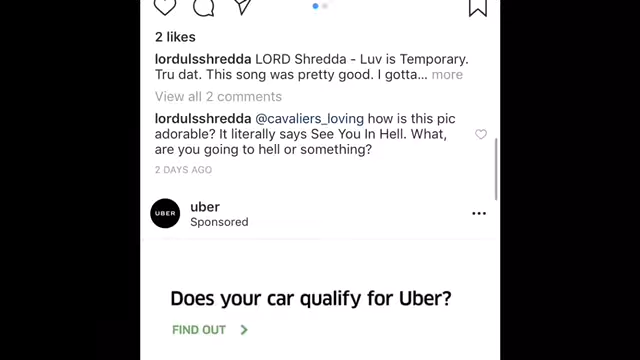 2 likes
lordulsshredda LORD Shredda - Luv is Temporary.
Tru dat. This song was pretty good. I gotta... more
View all 2 comments
lordulsshredda @cavaliers_loving how is this pic
adorable? It literally says See You In Hell. What,
are you going to hell or something?
2 DAYS AGO
UBER
uber
Sponsored
Does your car qualify for Uber?
FIND OUT